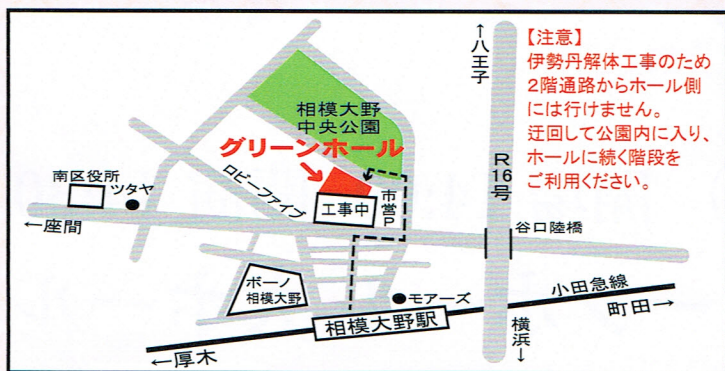 ↑八王子
【注意】
伊勢丹解体工事のため
2階通路からホール側
には行けません。
迂回して公園内に入り、
ホールに続く階段を
ご利用ください。
相模大野
中央公園
グリーンホール
R16号
南区役所
ツタヤ
ロビーファイブ
工事中
市営P
谷口陸橋
←座間
ボーノ
相模大野
モアーズ
小田急線
相模大野駅
町田→
横浜↓
←厚木